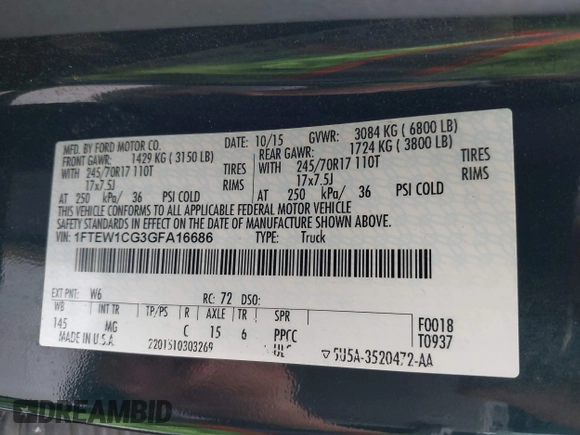 MFD. BY FORD MOTOR CO.
DATE: 10/15 GVWR: 3084 KG ( 6800 LB)
FRONT GAWR: 1429 KG ( 3150 LB) REAR GAWR: 1724 KG ( 3800 LB)
WITH 245/70R17 110T TIRES WITH 245/70R17 110T TIRES
17x7.5J RIMS 17x7.5J RIMS
AT 250 kPa/ 36 PSI COLD AT 250 kPa/ 36 PSI COLD
THIS VEHICLE CONFORMS TO ALL APPLICABLE FEDERAL MOTOR VEHICLE
SAFETY STANDARDS IN EFFECT ON THE DATE OF MANUFACTURE SHOWN ABOVE.
VIN: 1FTEW1CG3GFA16686 TYPE: Truck
EXT PNT: W6 RC: 72 DSO:
WB INT TR TP/PS R AXLE TR SPR
145 MG C 15 6 PPCC
F0018
T0937
MADE IN U.S.A. 2201510303269 ULC ▽5U5A-3520472-AA
DREAMBID